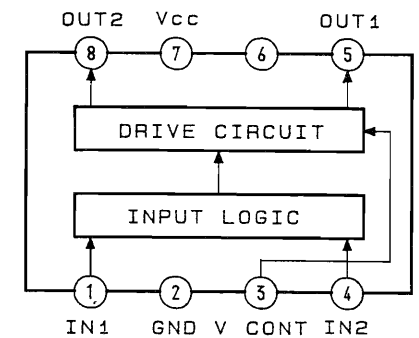 OUT2 Vcc OUT1
8 7 6 5
DRIVE CIRCUIT
INPUT LOGIC
1 2 3 4
IN1 GND V CONT IN2